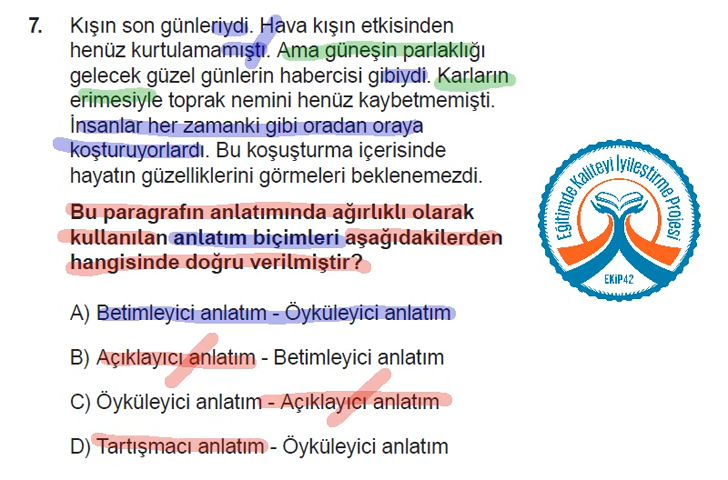 7. Kışın son günleriydi. Hava kışın etkisinden
henüz kurtulamamıştı. Ama güneşin parlaklığı
gelecek güzel günlerin habercisi gibiydi. Karların
erimesiyle toprak nemini henüz kaybetmemişti.
İnsanlar her zamanki gibi oradan oraya
koşturuyorlardı. Bu koşuşturma içerisinde
hayatın güzelliklerini görmeleri beklenemezdi.
Bu paragrafın anlatımında ağırlıklı olarak
kullanılan anlatım biçimleri aşağıdakilerden
hangisinde doğru verilmiştir?
A) Betimleyici anlatım - Öyküleyici anlatım
B) Açıklayıcı anlatım - Betimleyici anlatım
C) Öyküleyici anlatım - Açıklayıcı anlatım
D) Tartışmacı anlatım - Öyküleyici anlatım
Eğitimde Kaliteyi İyileştirme Projesi
EKİP42